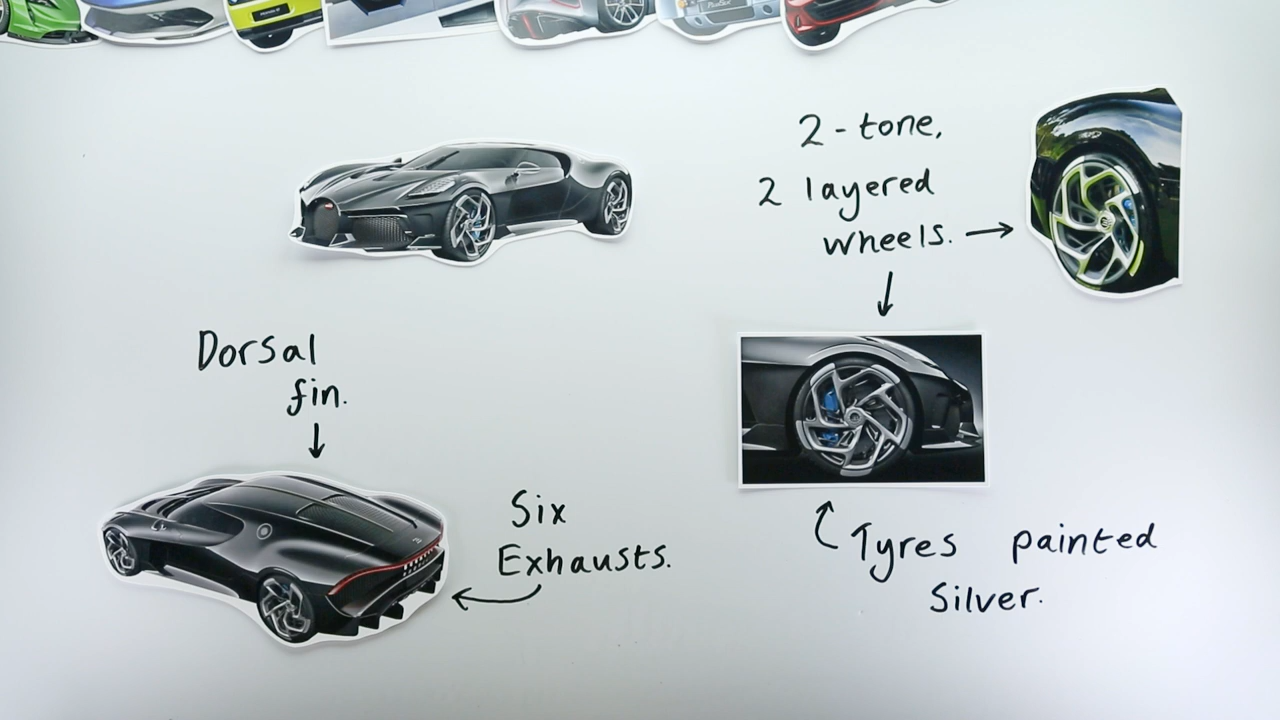 2-tone,
2 layered
wheels.
Dorsal
fin.
Six
Exhausts.
Tyres painted
Silver.